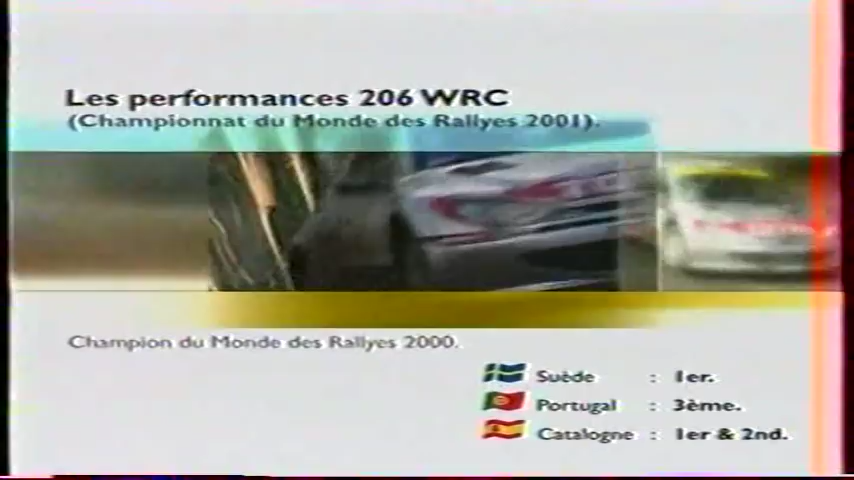 Les performances 206 WRC
(Championnat du Monde des Rallyes 2001).
Champion du Monde des Rallyes 2000.
Suède : 1er.
Portugal : 3ème.
Catalogne : 1er & 2nd.